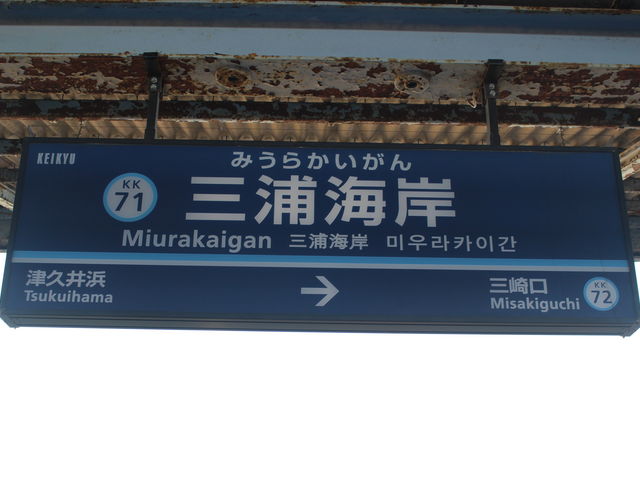 KEIKYU
みうらかいがん
KK
71
三浦海岸
Miurakaigan 三浦海岸 미우라카이간
津久井浜
Tsukuihama
→
三崎口
Misakiguchi
KK
72